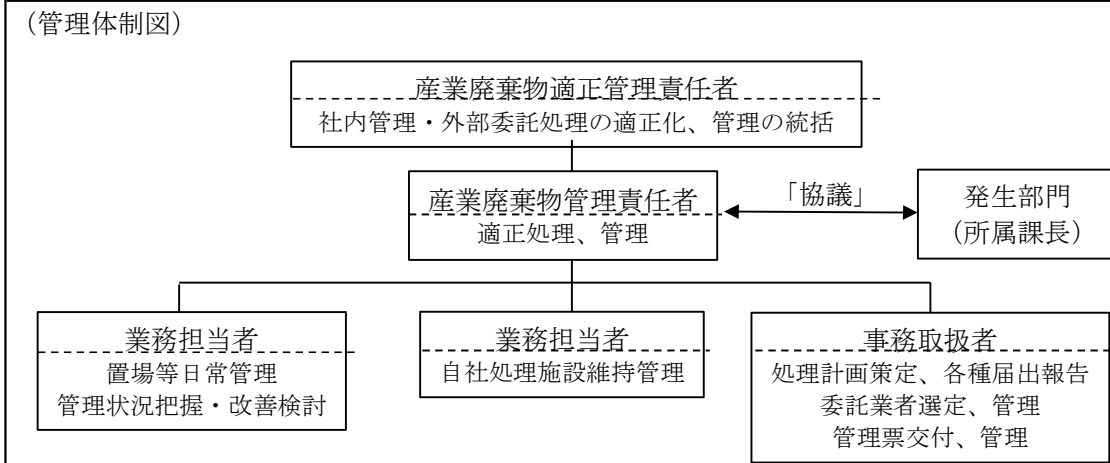 （管理体制図）
産業廃棄物適正管理責任者
社内管理・外部委託処理の適正化、管理の統括
産業廃棄物管理責任者
適正処理、管理
「協議」
発生部門
（所属課長）
業務担当者
置場等日常管理
管理状況把握・改善検討
業務担当者
自社処理施設維持管理
事務取扱者
処理計画策定、各種届出報告
委託業者選定、管理
管理票交付、管理